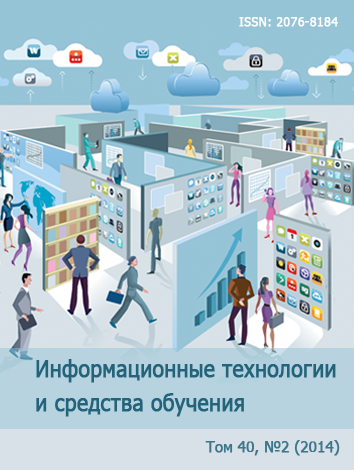 ISSN: 2076-8184
Информационные технологии
и средства обучения
Том 40, №2 (2014)